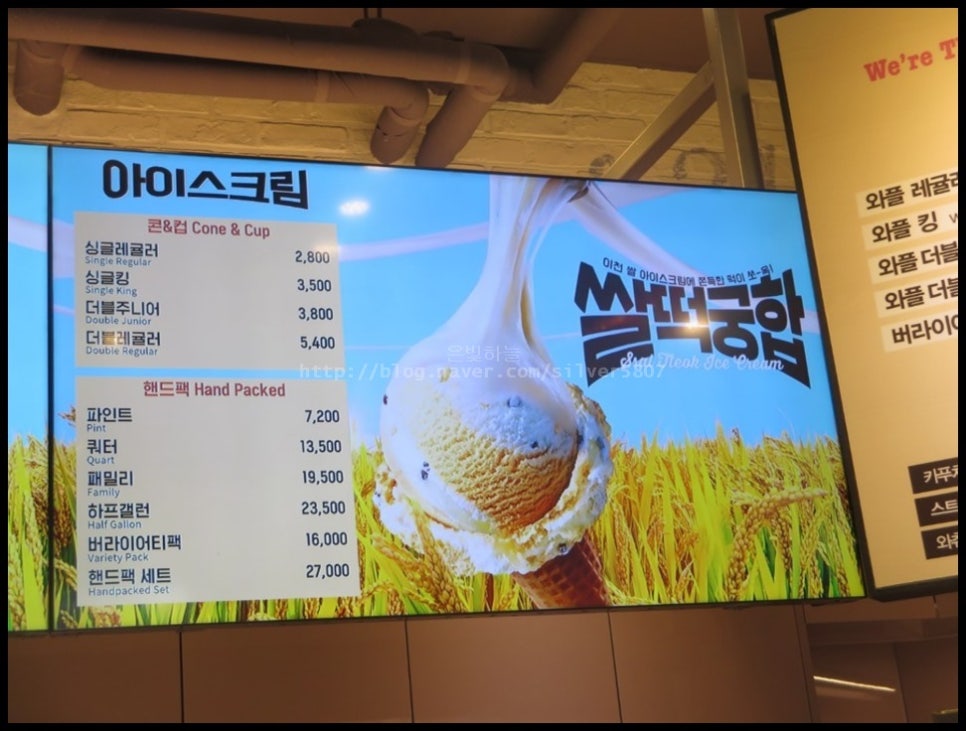 아이스크림
콘&컵 Cone & Cup
싱글레귤러 2,800
Single Regular
싱글킹 3,500
Single King
더블주니어 3,800
Double Junior
더블레귤러 5,400
Double Regular
핸드팩 Hand Packed
파인트 7,200
Pint
쿼터 13,500
Quart
패밀리 19,500
Family
하프갤런 23,500
Half Gallon
버라이어티팩 16,000
Variety Pack
핸드팩 세트 27,000
Handpacked Set
이천 쌀 아이스크림에 쫀득한 떡이 쏘-옥!
쌀떡궁합
Ssal Tteok Ice Cream
은빛하늘
http://blog.naver.com/silver5807
We're T
와플 레귤러
와플 킹 w
와플 더블
와플 더블
버라이어
카푸치
스트
와츄